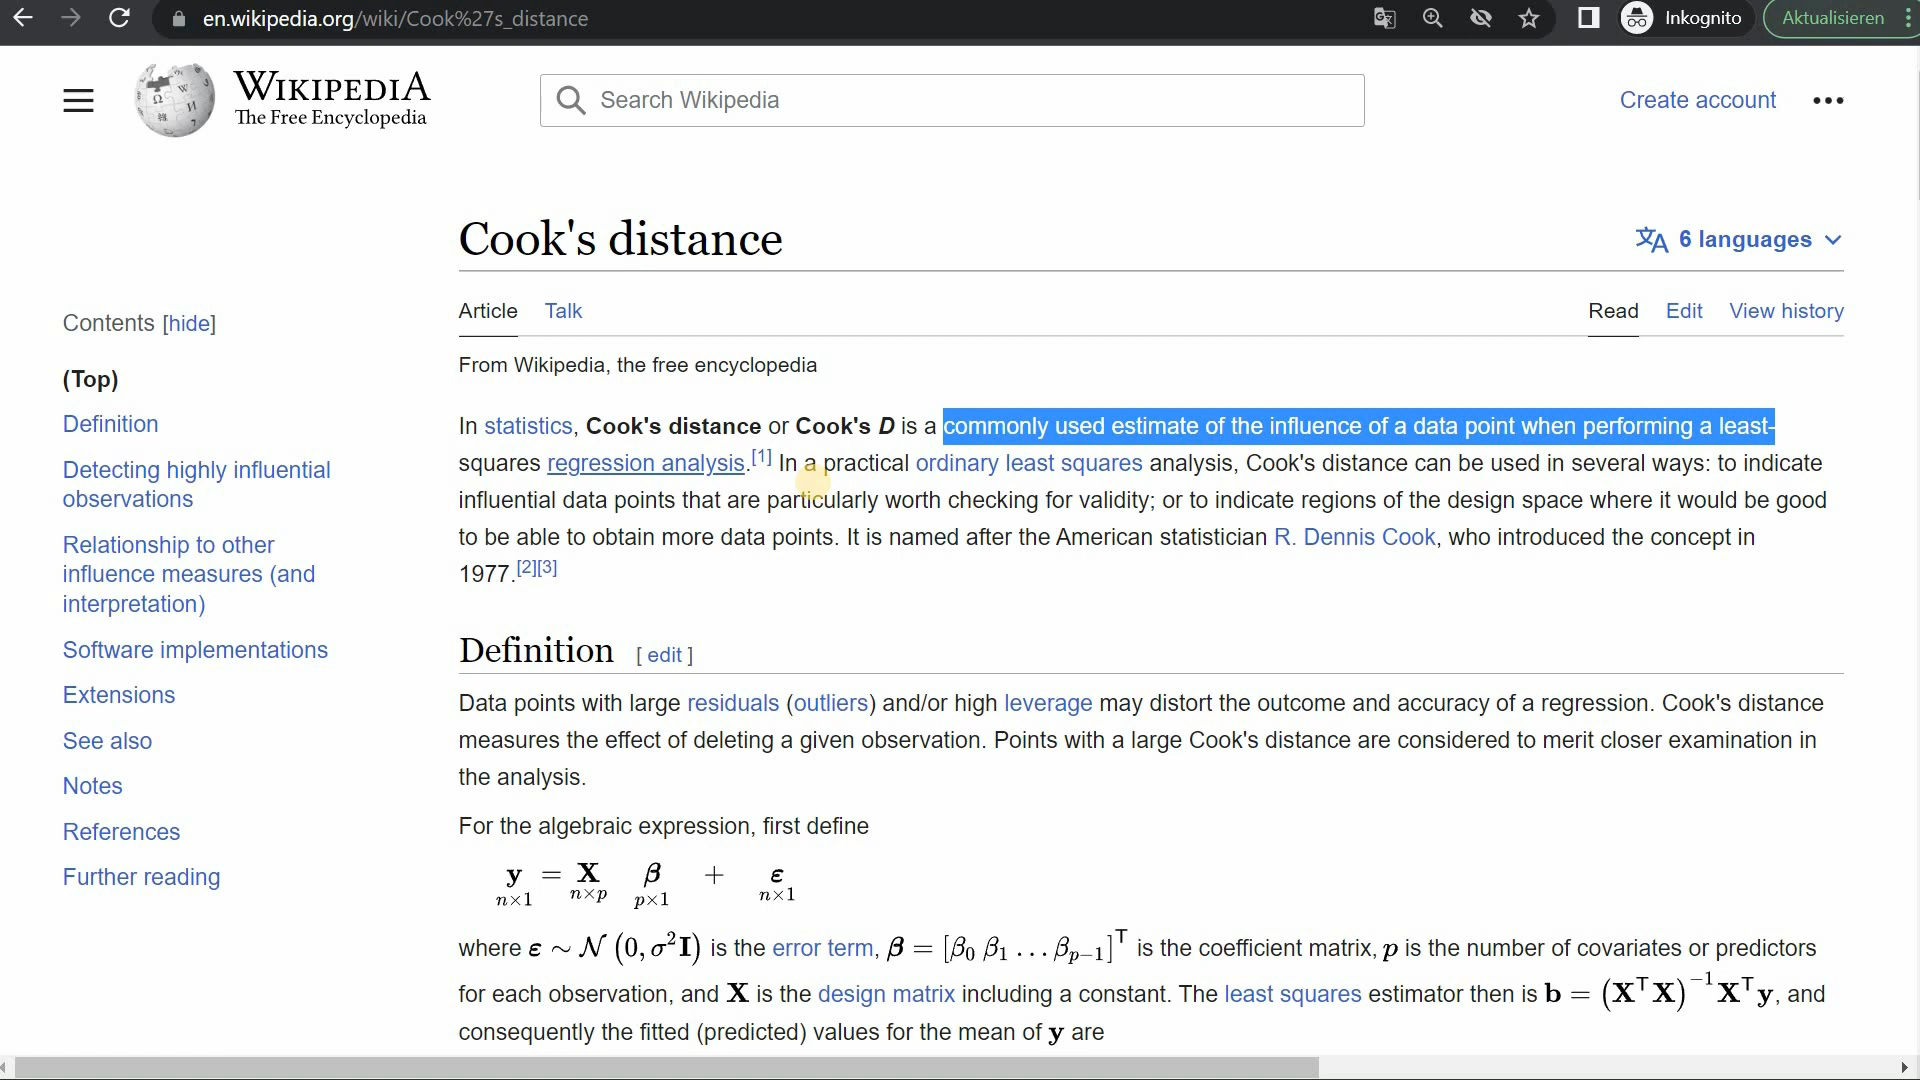 en.wikipedia.org/wiki/Cook%27s_distance
Inkognito
Aktualisieren
WIKIPEDIA
The Free Encyclopedia
Search Wikipedia
Create account
Cook's distance
6 languages
Contents [hide]
(Top)
Definition
Detecting highly influential
observations
Relationship to other
influence measures (and
interpretation)
Software implementations
Extensions
See also
Notes
References
Further reading
Article Talk
Read Edit View history
From Wikipedia, the free encyclopedia
In statistics, Cook's distance or Cook's D is a commonly used estimate of the influence of a data point when performing a least-
squares regression analysis.[1] In a practical ordinary least squares analysis, Cook's distance can be used in several ways: to indicate
influential data points that are particularly worth checking for validity; or to indicate regions of the design space where it would be good
to be able to obtain more data points. It is named after the American statistician R. Dennis Cook, who introduced the concept in
1977.[2][3]
Definition [ edit ]
Data points with large residuals (outliers) and/or high leverage may distort the outcome and accuracy of a regression. Cook's distance
measures the effect of deleting a given observation. Points with a large Cook's distance are considered to merit closer examination in
the analysis.
For the algebraic expression, first define
y = X β + ε
n×1 n×p p×1 n×1
where ε ∼ 𝒩 (0, σ²I) is the error term, β = [β₀ β₁ … βₚ₋₁]ᵀ is the coefficient matrix, p is the number of covariates or predictors
for each observation, and X is the design matrix including a constant. The least squares estimator then is b = (XᵀX)⁻¹Xᵀy, and
consequently the fitted (predicted) values for the mean of y are